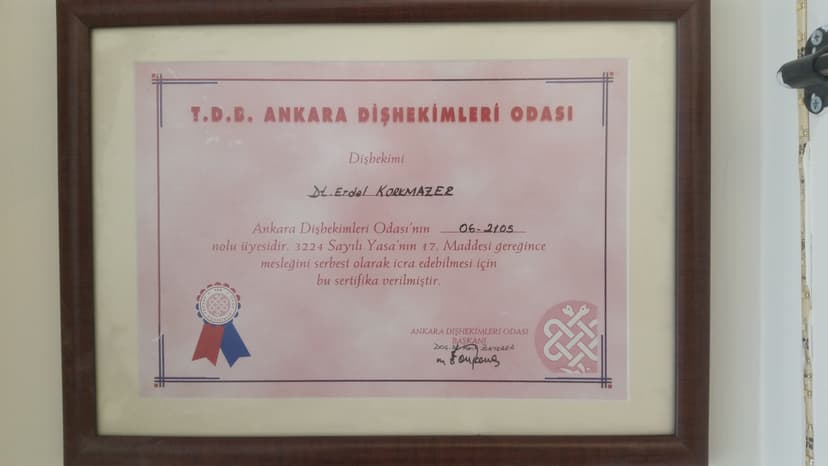 T.D.B. ANKARA DİŞHEKİMLERİ ODASI
Dişhekimi
Dt. Erdal KORKMAZER
Ankara Dişhekimleri Odası'nın 06-2105
nolu üyesidir. 3224 Sayılı Yasa'nın 17. Maddesi gereğince
mesleğini serbest olarak icra edebilmesi için
bu sertifika verilmiştir.
ANKARA DİŞHEKİMLERİ ODASI
BAŞKANI